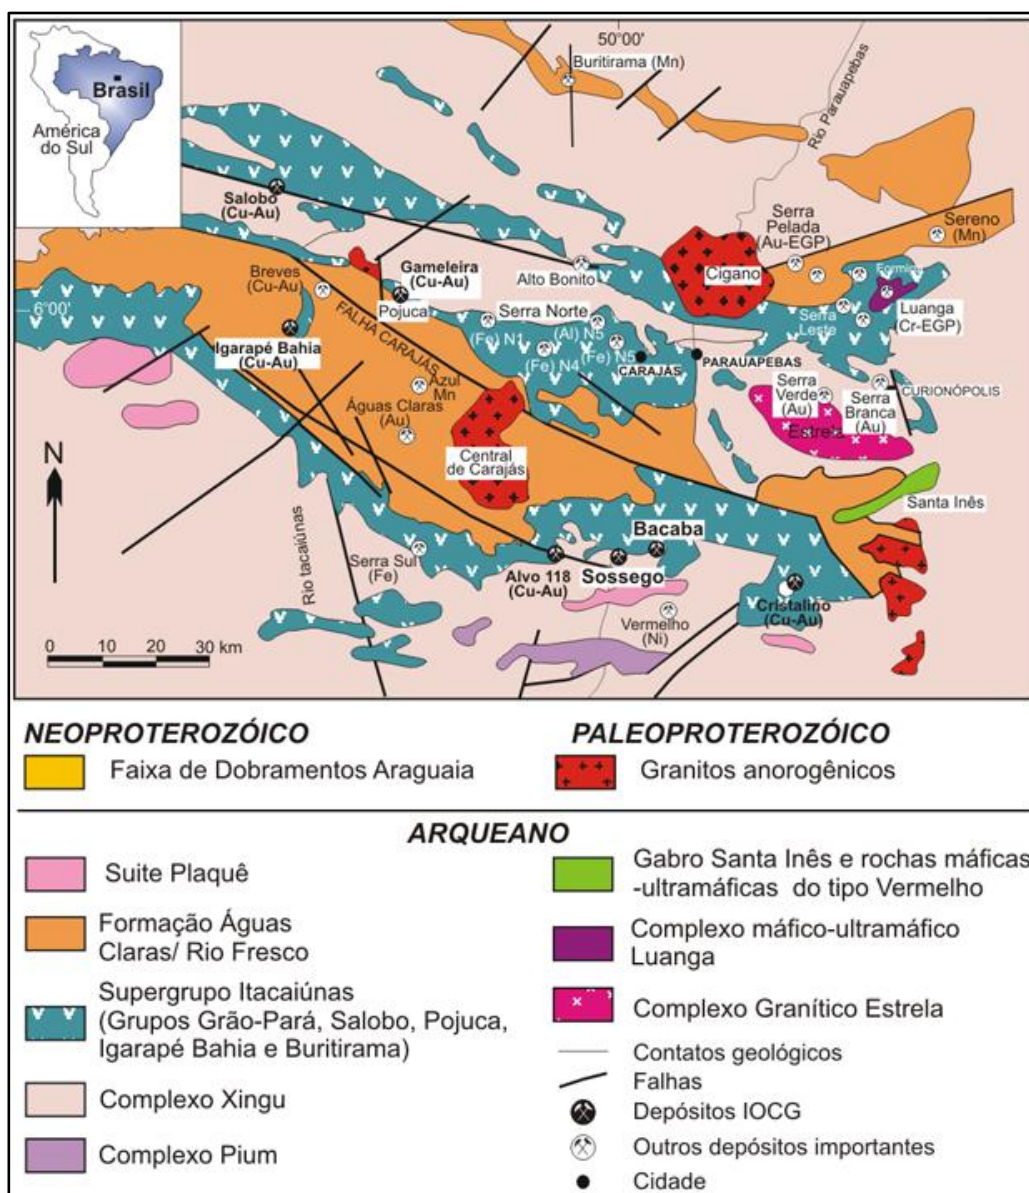 Brasil
América
do Sul
50°00'
Buritirama (Mn)
Rio Parauapebas
Salobo
(Cu-Au)
Serra
Pelada
(Au-EGP)
Sereno
(Mn)
Breves
(Cu-Au)
Gameleira
(Cu-Au)
Alto Bonito
Cigano
6°00'
Pojuca
Serra Norte
Serra
Leste
Luanga
(Cr-EGP)
FALHA CARAJÁS
(Fe) N1
(Al) N5
(Fe) N4
(Fe) N5
Igarapé Bahia
(Cu-Au)
CARAJÁS
PARAUAPEBAS
Azul
Mn
Serra
Verde
(Au)
Serra
Branca
(Au)
CURIONÓPOLIS
Águas Claras
(Au)
Estrela
N
Central
de Carajás
Santa Inês
Bacaba
Rio Itacaiúnas
Serra Sul
(Fe)
Alvo 118
(Cu-Au)
Sossego
Cristalino
(Cu-Au)
Vermelho
(Ni)
0 10 20 30 km
NEOPROTEROZÓICO
Faixa de Dobramentos Araguaia
PALEOPROTEROZÓICO
Granitos anorogênicos
ARQUEANO
Suite Plaquê
Formação Águas
Claras/ Rio Fresco
Supergrupo Itacaiúnas
(Grupos Grão-Pará, Salobo, Pojuca,
Igarapé Bahia e Buritirama)
Complexo Xingu
Complexo Pium
Gabro Santa Inês e rochas máficas
-ultramáficas do tipo Vermelho
Complexo máfico-ultramáfico
Luanga
Complexo Granítico Estrela
Contatos geológicos
Falhas
Depósitos IOCG
Outros depósitos importantes
Cidade